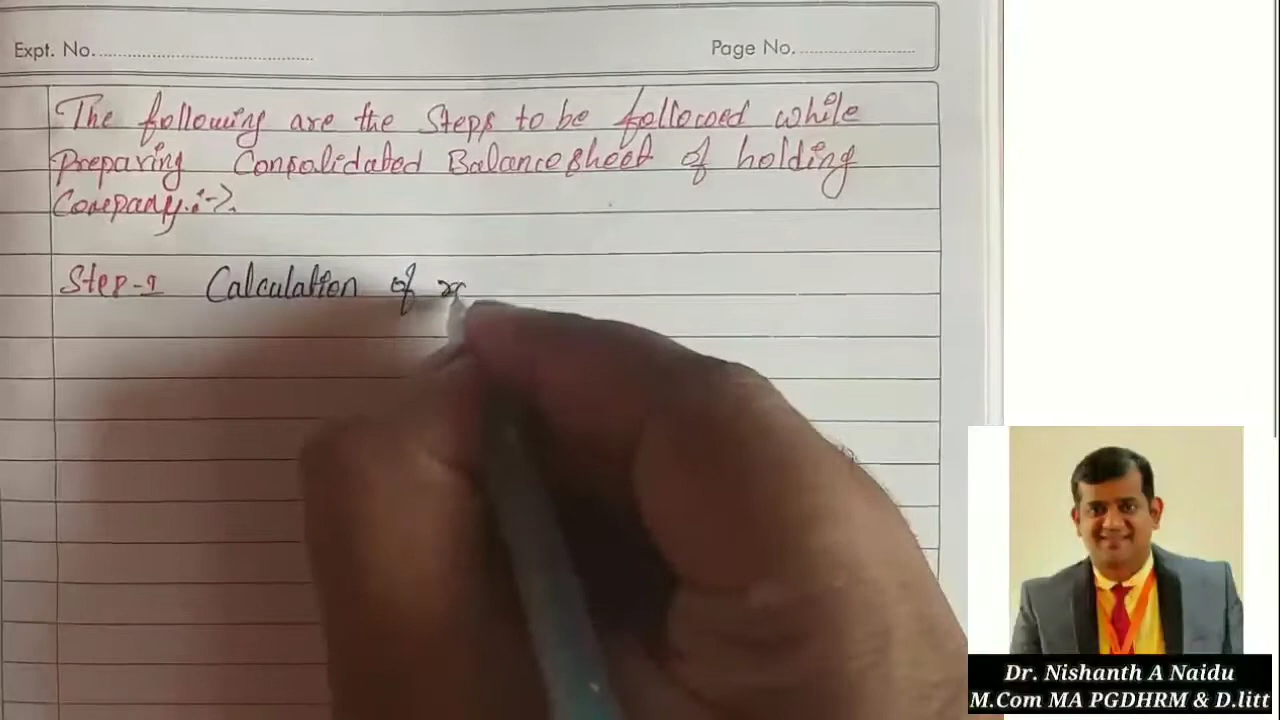 Expt. No.
Page No.
The following are the Steps to be followed while
Preparing Consolidated Balancesheet of holding
Company:->.
Step-1 Calculation of
Dr. Nishanth A Naidu
M.Com MA PGDHRM & D.litt